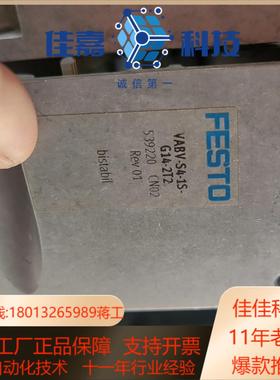 佳嘉 科技
诚信第一
FESTO
VABV-S4-1S-
G14-2T2
539220 CN02
Rev 01
bistabil
热线:18013265989蒋工
工厂正品保障 支持开票
自动化技术 十一年行业经验
佳佳科
11年老
爆款推